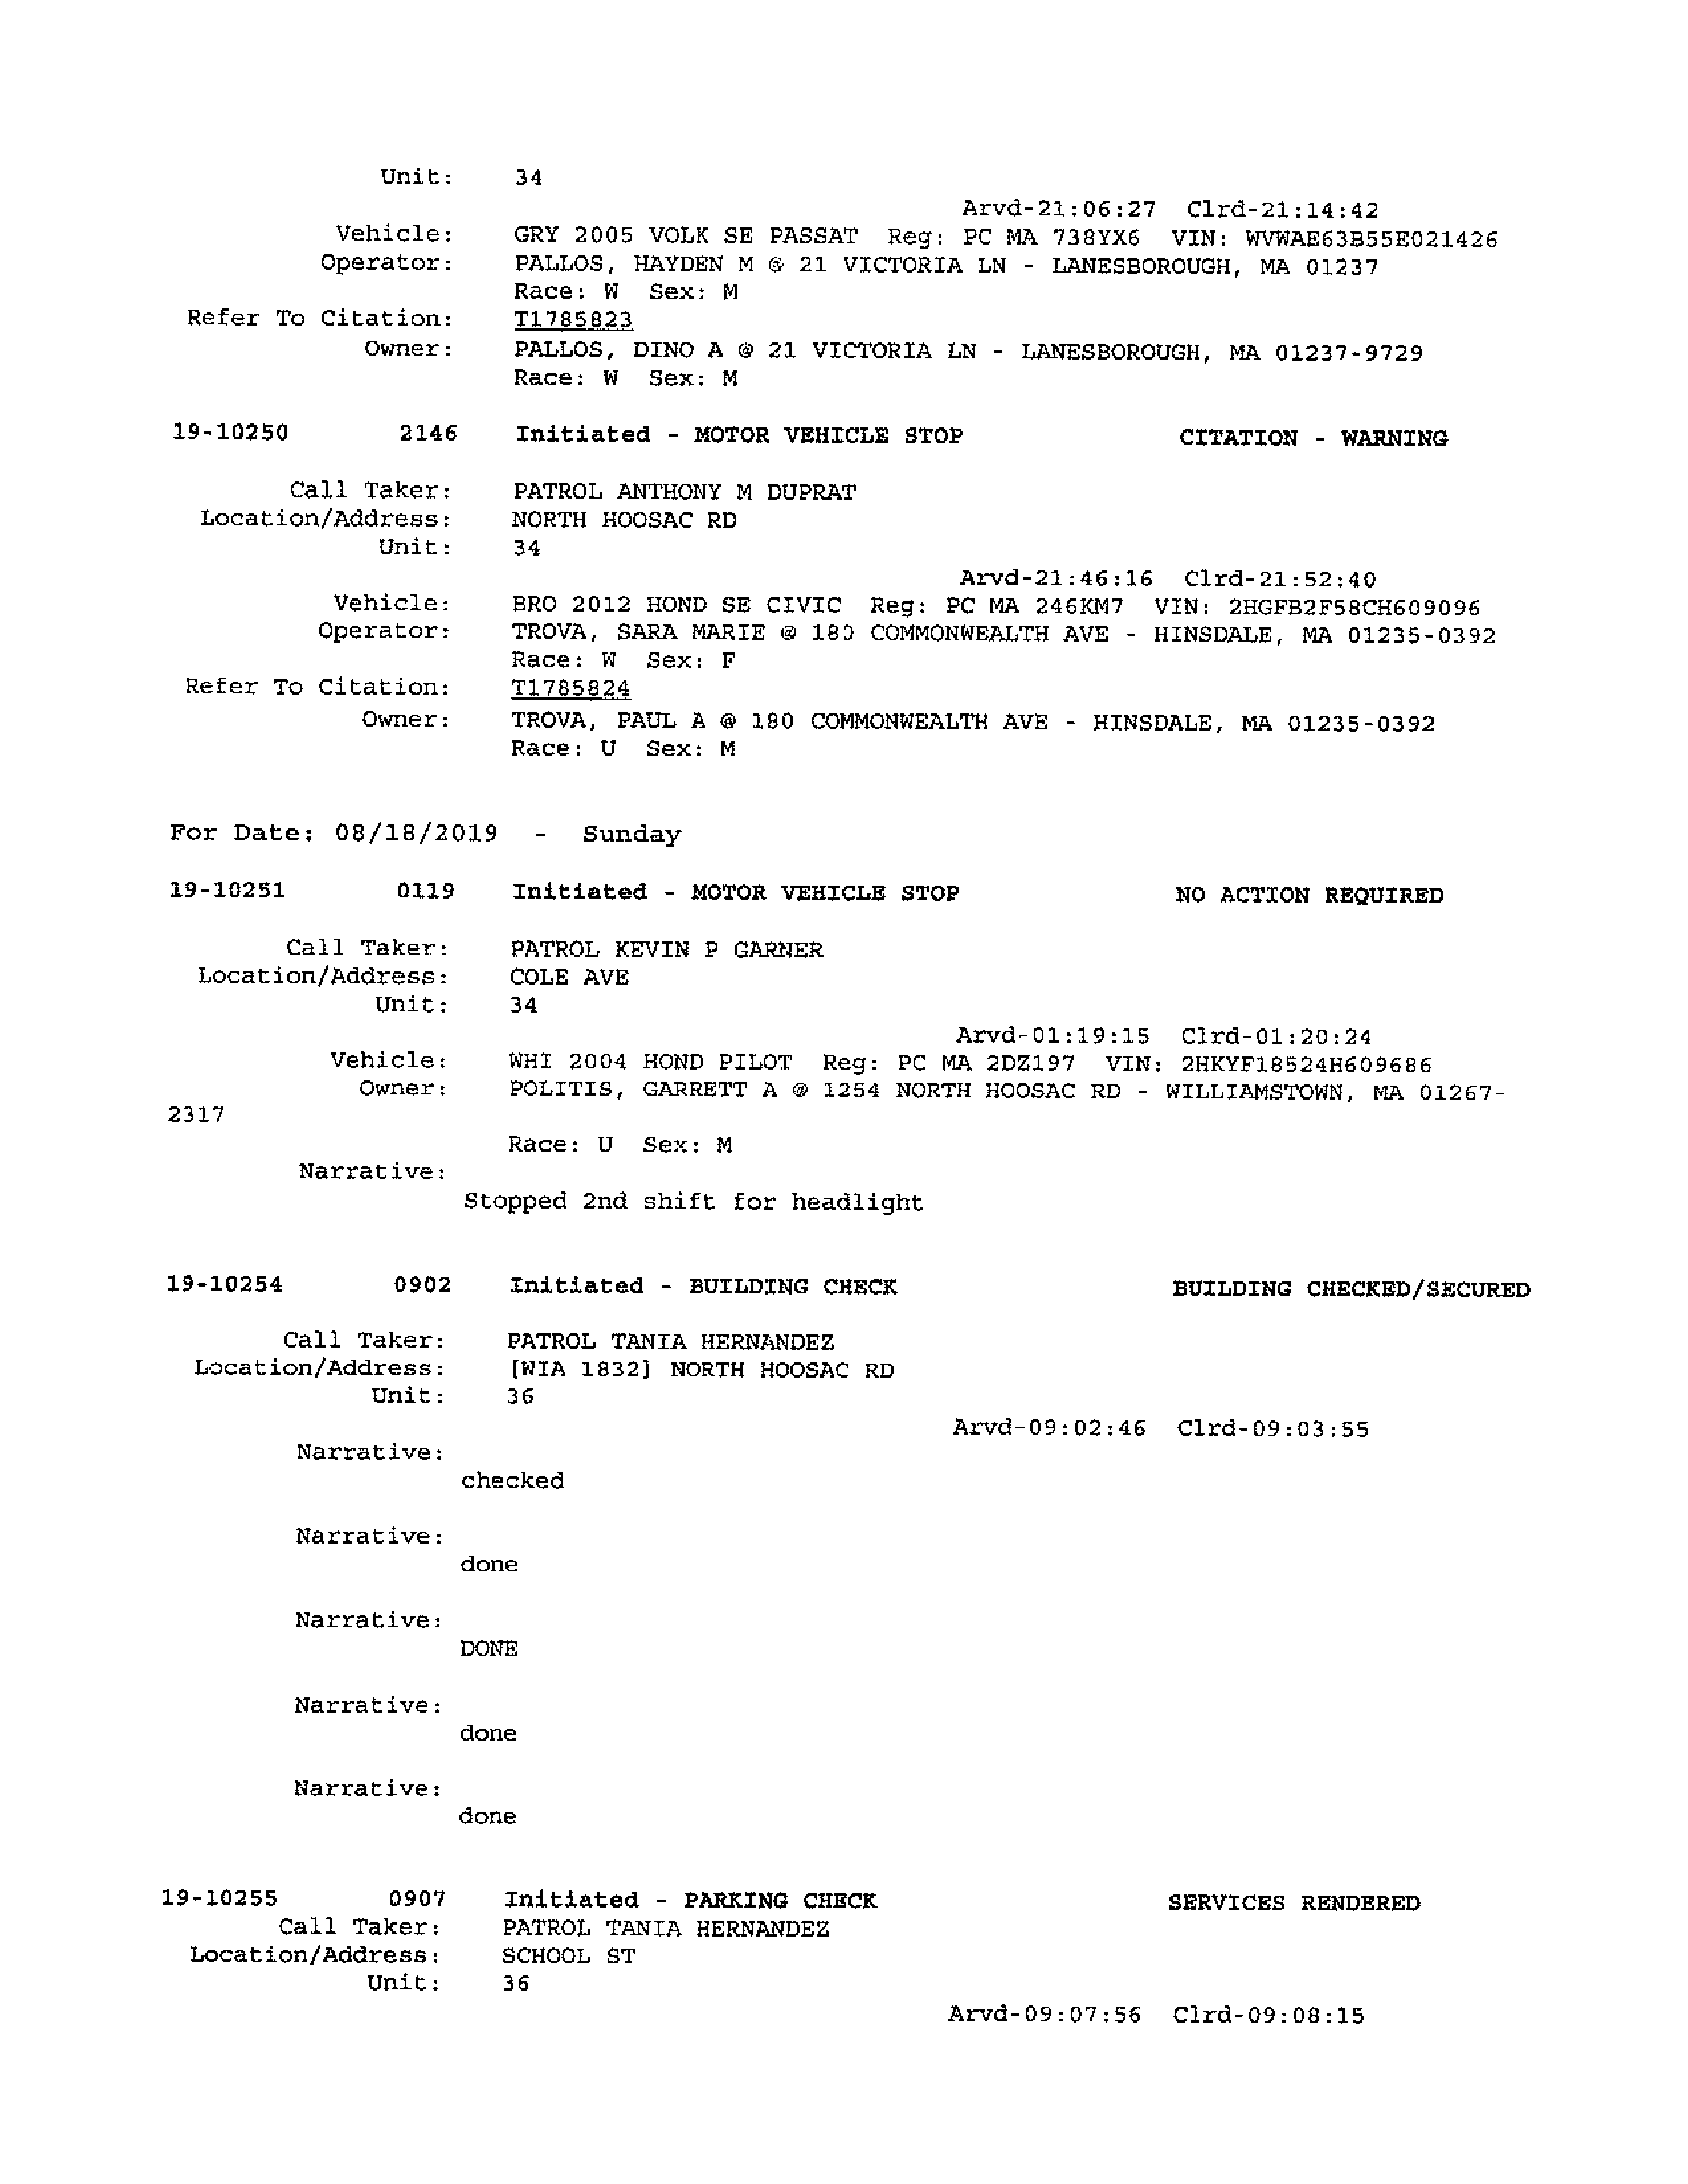 Unit: 34
Arvd-21:06:27 Clrd-21:14:42
Vehicle: GRY 2005 VOLK SE PASSAT Reg: PC MA 738YX6 VIN: WVWAE63B55E021426
Operator: PALLOS, HAYDEN M @ 21 VICTORIA LN - LANESBOROUGH, MA 01237
Race: W Sex: M
Refer To Citation: T1785823
Owner: PALLOS, DINO A @ 21 VICTORIA LN - LANESBOROUGH, MA 01237-9729
Race: W Sex: M
19-10250 2146 Initiated - MOTOR VEHICLE STOP CITATION - WARNING
Call Taker: PATROL ANTHONY M DUPRAT
Location/Address: NORTH HOOSAC RD
Unit: 34
Arvd-21:46:16 Clrd-21:52:40
Vehicle: BRO 2012 HOND SE CIVIC Reg: PC MA 246KM7 VIN: 2HGFB2F58CH609096
Operator: TROVA, SARA MARIE @ 180 COMMONWEALTH AVE - HINSDALE, MA 01235-0392
Race: W Sex: F
Refer To Citation: T1785824
Owner: TROVA, PAUL A @ 180 COMMONWEALTH AVE - HINSDALE, MA 01235-0392
Race: U Sex: M
For Date: 08/18/2019 - Sunday
19-10251 0119 Initiated - MOTOR VEHICLE STOP NO ACTION REQUIRED
Call Taker: PATROL KEVIN P GARNER
Location/Address: COLE AVE
Unit: 34
Arvd-01:19:15 Clrd-01:20:24
Vehicle: WHI 2004 HOND PILOT Reg: PC MA 2DZ197 VIN: 2HKYF18524H609686
Owner: POLITIS, GARRETT A @ 1254 NORTH HOOSAC RD - WILLIAMSTOWN, MA 01267-
2317
Race: U Sex: M
Narrative:
Stopped 2nd shift for headlight
19-10254 0902 Initiated - BUILDING CHECK BUILDING CHECKED/SECURED
Call Taker: PATROL TANIA HERNANDEZ
Location/Address: [WIA 1832] NORTH HOOSAC RD
Unit: 36
Arvd-09:02:46 Clrd-09:03:55
Narrative:
checked
Narrative:
done
Narrative:
DONE
Narrative:
done
Narrative:
done
19-10255 0907 Initiated - PARKING CHECK SERVICES RENDERED
Call Taker: PATROL TANIA HERNANDEZ
Location/Address: SCHOOL ST
Unit: 36
Arvd-09:07:56 Clrd-09:08:15